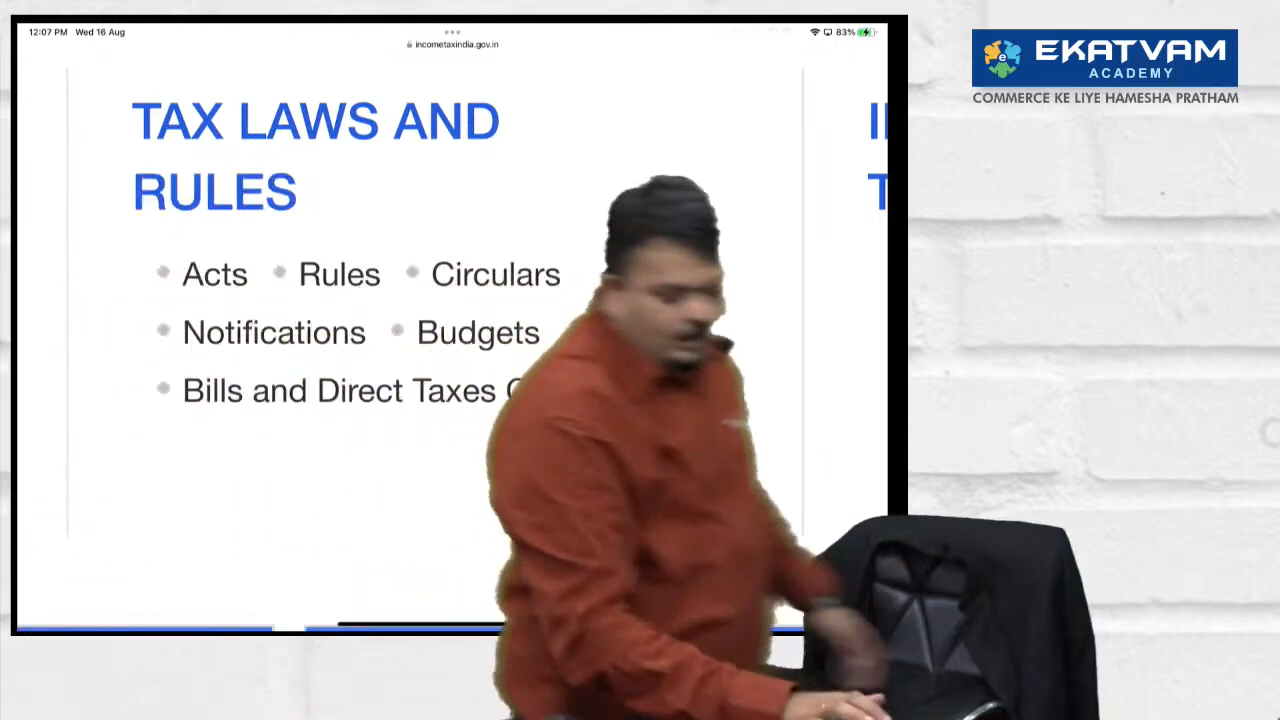 12:07 PM Wed 16 Aug
83%
incometaxindia.gov.in
EKATVAM
ACADEMY
COMMERCE KE LIYE HAMESHA PRATHAM
TAX LAWS AND
RULES
Acts Rules Circulars
Notifications Budgets
Bills and Direct Taxes